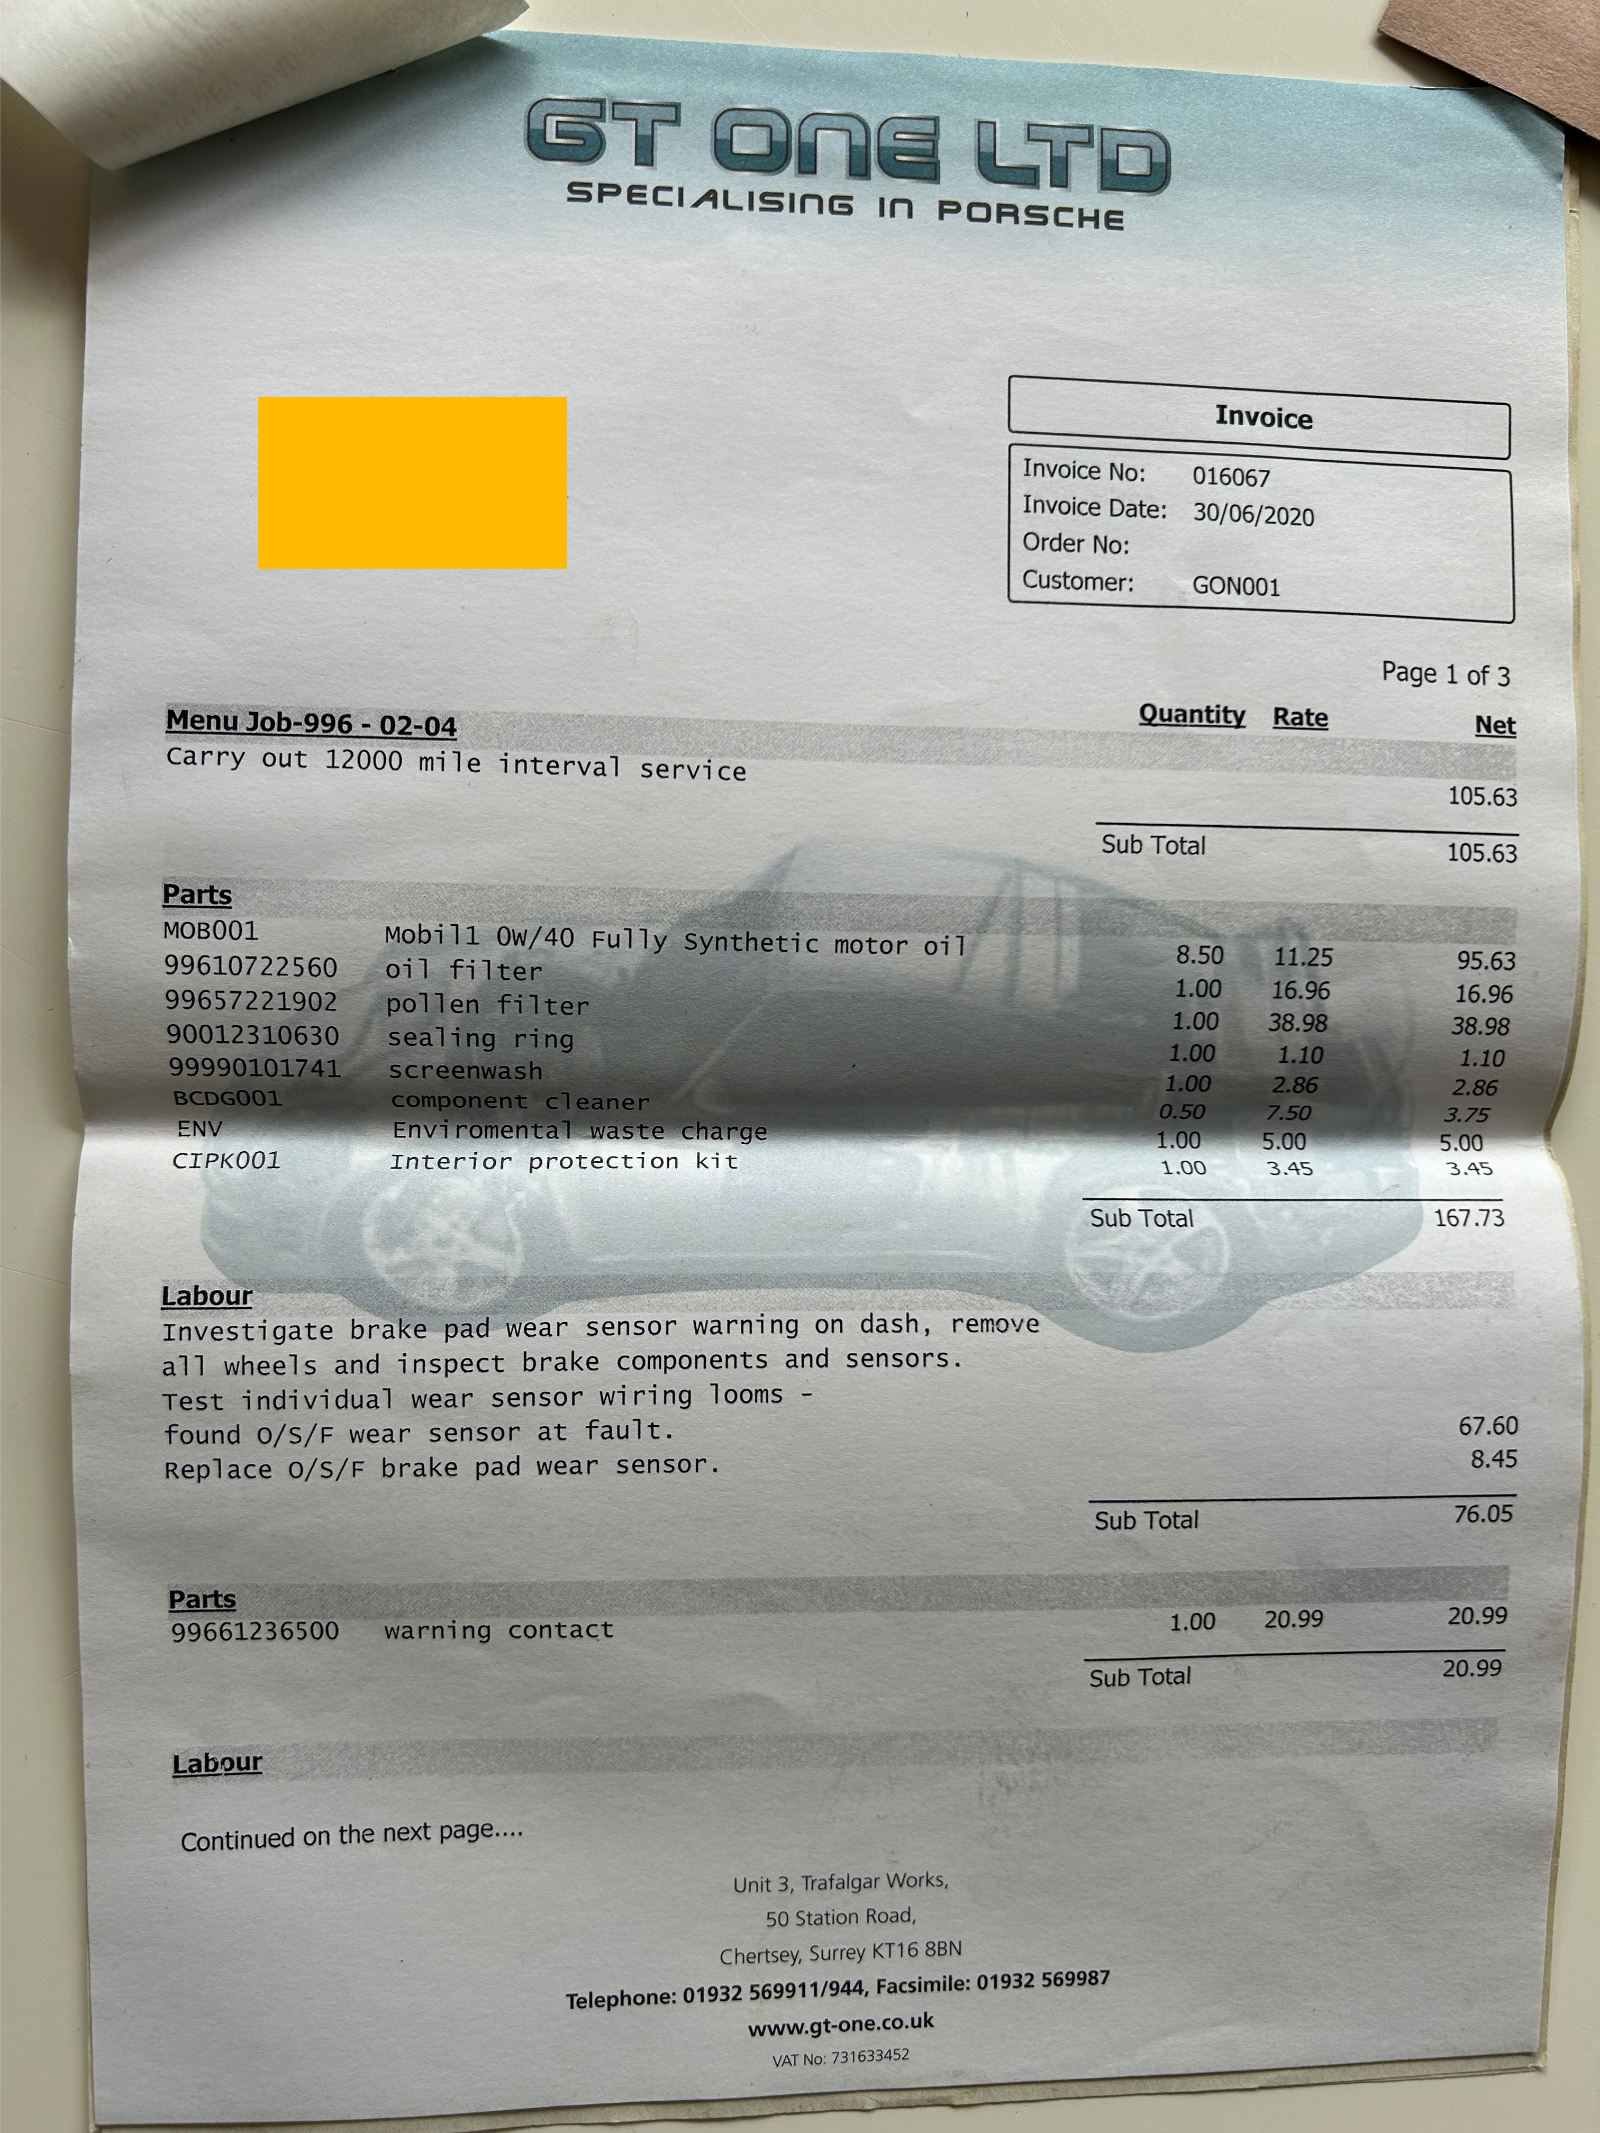 GT ONE LTD
SPECIALISING IN PORSCHE
Invoice
Invoice No: 016067
Invoice Date: 30/06/2020
Order No:
Customer: GON001
Page 1 of 3
Menu Job-996 - 02-04 Quantity Rate Net
Carry out 12000 mile interval service
105.63
Sub Total 105.63
Parts
MOB001 Mobil1 0W/40 Fully Synthetic motor oil 8.50 11.25 95.63
99610722560 oil filter 1.00 16.96 16.96
99657221902 pollen filter 1.00 38.98 38.98
90012310630 sealing ring 1.00 1.10 1.10
99990101741 screenwash 1.00 2.86 2.86
BCDG001 component cleaner 0.50 7.50 3.75
ENV Enviromental waste charge 1.00 5.00 5.00
CIPK001 Interior protection kit 1.00 3.45 3.45
Sub Total 167.73
Labour
Investigate brake pad wear sensor warning on dash, remove
all wheels and inspect brake components and sensors.
Test individual wear sensor wiring looms -
found O/S/F wear sensor at fault. 67.60
Replace O/S/F brake pad wear sensor. 8.45
Sub Total 76.05
Parts
99661236500 warning contact 1.00 20.99 20.99
Sub Total 20.99
Labour
Continued on the next page....
Unit 3, Trafalgar Works,
50 Station Road,
Chertsey, Surrey KT16 8BN
Telephone: 01932 569911/944, Facsimile: 01932 569987
www.gt-one.co.uk
VAT No: 731633452